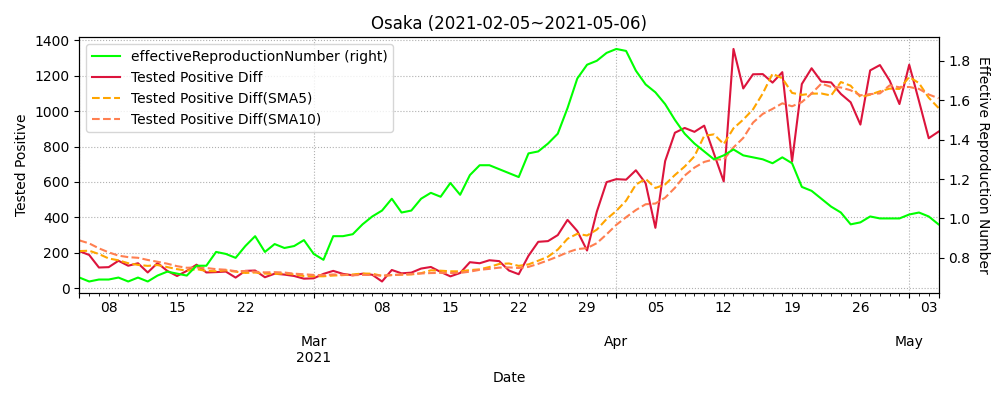 Osaka (2021-02-05~2021-05-06)
effectiveReproductionNumber (right)
Tested Positive Diff
Tested Positive Diff(SMA5)
Tested Positive Diff(SMA10)
Tested Positive
1400
1200
1000
800
600
400
200
0
1.8
1.6
1.4
1.2
1.0
0.8
Effective Reproduction Number
08 15 22 08 15 22 29 05 12 19 26 03
Mar Apr May
2021
Date